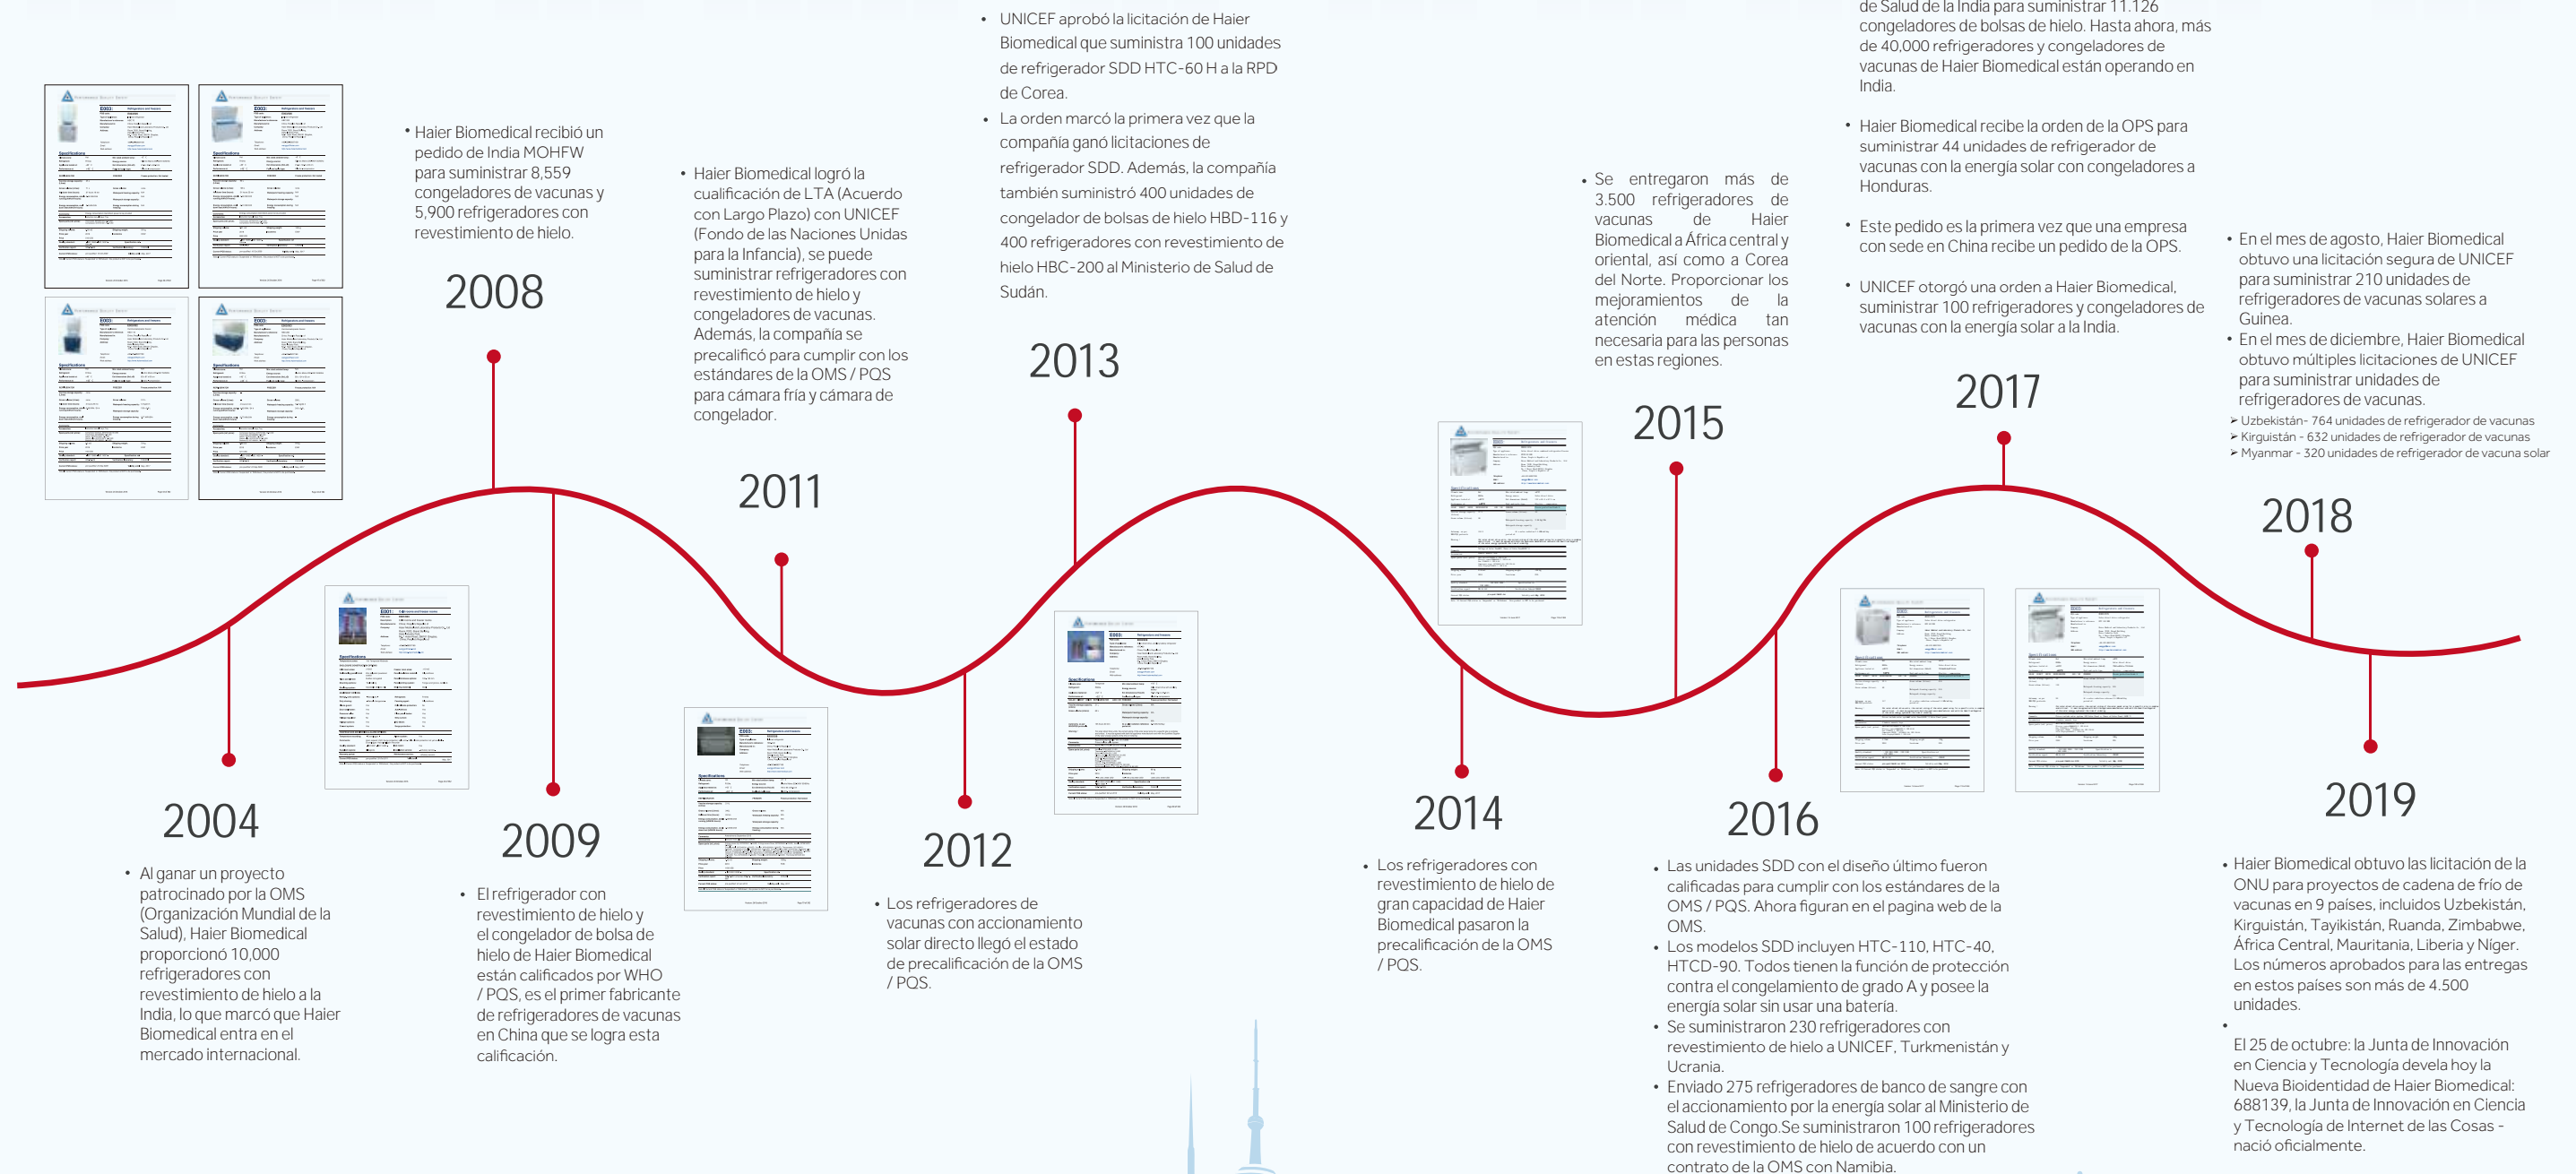 Haier Biomedical recibió un
pedido de India MOHFW
para suministrar 8,559
congeladores de vacunas y
5,900 refrigeradores con
revestimiento de hielo.
2008
Haier Biomedical logró la
cualificación de LTA (Acuerdo
con Largo Plazo) con UNICEF
(Fondo de las Naciones Unidas
para la Infancia), se puede
suministrar refrigeradores con
revestimiento de hielo y
congeladores de vacunas.
Además, la compañía se
precalificó para cumplir con los
estándares de la OMS / PQS
para cámara fría y cámara de
congelador.
2011
UNICEF aprobó la licitación de Haier
Biomedical que suministra 100 unidades
de refrigerador SDD HTC-60 H a la RPD
de Corea.
La orden marcó la primera vez que la
compañía ganó licitaciones de
refrigerador SDD. Además, la compañía
también suministró 400 unidades de
congelador de bolsas de hielo HBD-116 y
400 refrigeradores con revestimiento de
hielo HBC-200 al Ministerio de Salud de
Sudán.
2013
Se entregaron más de
3.500 refrigeradores de
vacunas de Haier
Biomedical a África central y
oriental, así como a Corea
del Norte. Proporcionar los
mejoramientos de la
atención médica tan
necesaria para las personas
en estas regiones.
2015
de Salud de la India para suministrar 11.126
congeladores de bolsas de hielo. Hasta ahora, más
de 40,000 refrigeradores y congeladores de
vacunas de Haier Biomedical están operando en
India.
Haier Biomedical recibe la orden de la OPS para
suministrar 44 unidades de refrigerador de
vacunas con la energía solar con congeladores a
Honduras.
Este pedido es la primera vez que una empresa
con sede en China recibe un pedido de la OPS.
UNICEF otorgó una orden a Haier Biomedical,
suministrar 100 refrigeradores y congeladores de
vacunas con la energía solar a la India.
2017
En el mes de agosto, Haier Biomedical
obtuvo una licitación segura de UNICEF
para suministrar 210 unidades de
refrigeradores de vacunas solares a
Guinea.
En el mes de diciembre, Haier Biomedical
obtuvo múltiples licitaciones de UNICEF
para suministrar unidades de
refrigeradores de vacunas.
Uzbekistán- 764 unidades de refrigerador de vacunas
Kirguistán - 632 unidades de refrigerador de vacunas
Myanmar - 320 unidades de refrigerador de vacuna solar
2018
2004
Al ganar un proyecto
patrocinado por la OMS
(Organización Mundial de la
Salud), Haier Biomedical
proporcionó 10,000
refrigeradores con
revestimiento de hielo a la
India, lo que marcó que Haier
Biomedical entra en el
mercado internacional.
2009
El refrigerador con
revestimiento de hielo y
el congelador de bolsa de
hielo de Haier Biomedical
están calificados por WHO
/ PQS, es el primer fabricante
de refrigeradores de vacunas
en China que se logra esta
calificación.
2012
Los refrigeradores de
vacunas con accionamiento
solar directo llegó el estado
de precalificación de la OMS
/ PQS.
2014
Los refrigeradores con
revestimiento de hielo de
gran capacidad de Haier
Biomedical pasaron la
precalificación de la OMS
/ PQS.
2016
Las unidades SDD con el diseño último fueron
calificadas para cumplir con los estándares de la
OMS / PQS. Ahora figuran en el pagina web de la
OMS.
Los modelos SDD incluyen HTC-110, HTC-40,
HTCD-90. Todos tienen la función de protección
contra el congelamiento de grado A y posee la
energía solar sin usar una batería.
Se suministraron 230 refrigeradores con
revestimiento de hielo a UNICEF, Turkmenistán y
Ucrania.
Enviado 275 refrigeradores de banco de sangre con
el accionamiento por la energía solar al Ministerio de
Salud de Congo.Se suministraron 100 refrigeradores
con revestimiento de hielo de acuerdo con un
contrato de la OMS con Namibia.
2019
Haier Biomedical obtuvo las licitación de la
ONU para proyectos de cadena de frío de
vacunas en 9 países, incluidos Uzbekistán,
Kirguistán, Tayikistán, Ruanda, Zimbabwe,
África Central, Mauritania, Liberia y Níger.
Los números aprobados para las entregas
en estos países son más de 4.500
unidades.
El 25 de octubre: la Junta de Innovación
en Ciencia y Tecnología devela hoy la
Nueva Bioidentidad de Haier Biomedical:
688139, la Junta de Innovación en Ciencia
y Tecnología de Internet de las Cosas -
nació oficialmente.